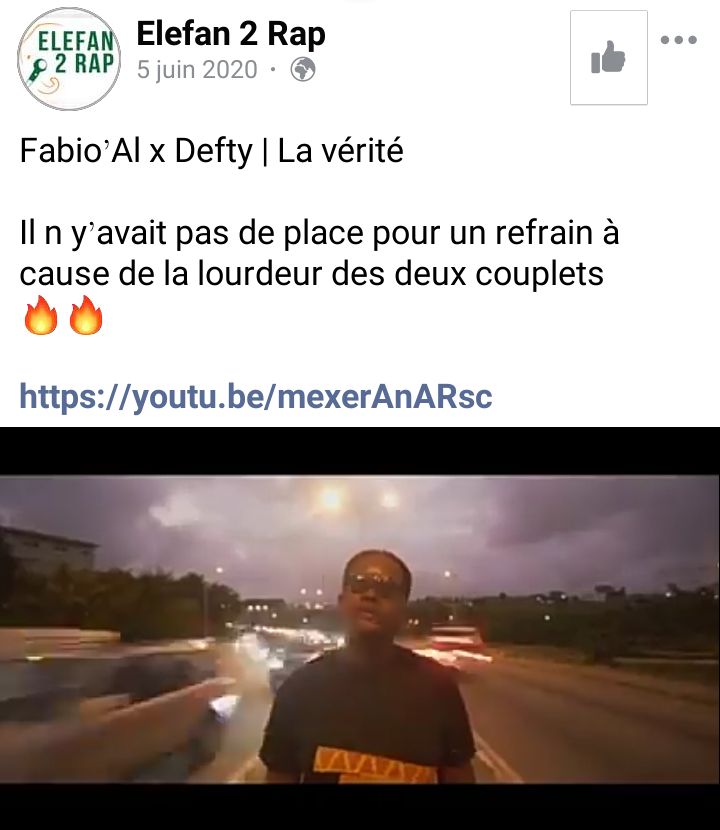 ELEFAN
2 RAP
Elefan 2 Rap
5 juin 2020 ·
Fabio’Al x Defty | La vérité
Il n y’avait pas de place pour un refrain à
cause de la lourdeur des deux couplets
🔥🔥
https://youtu.be/mexerAnARsc